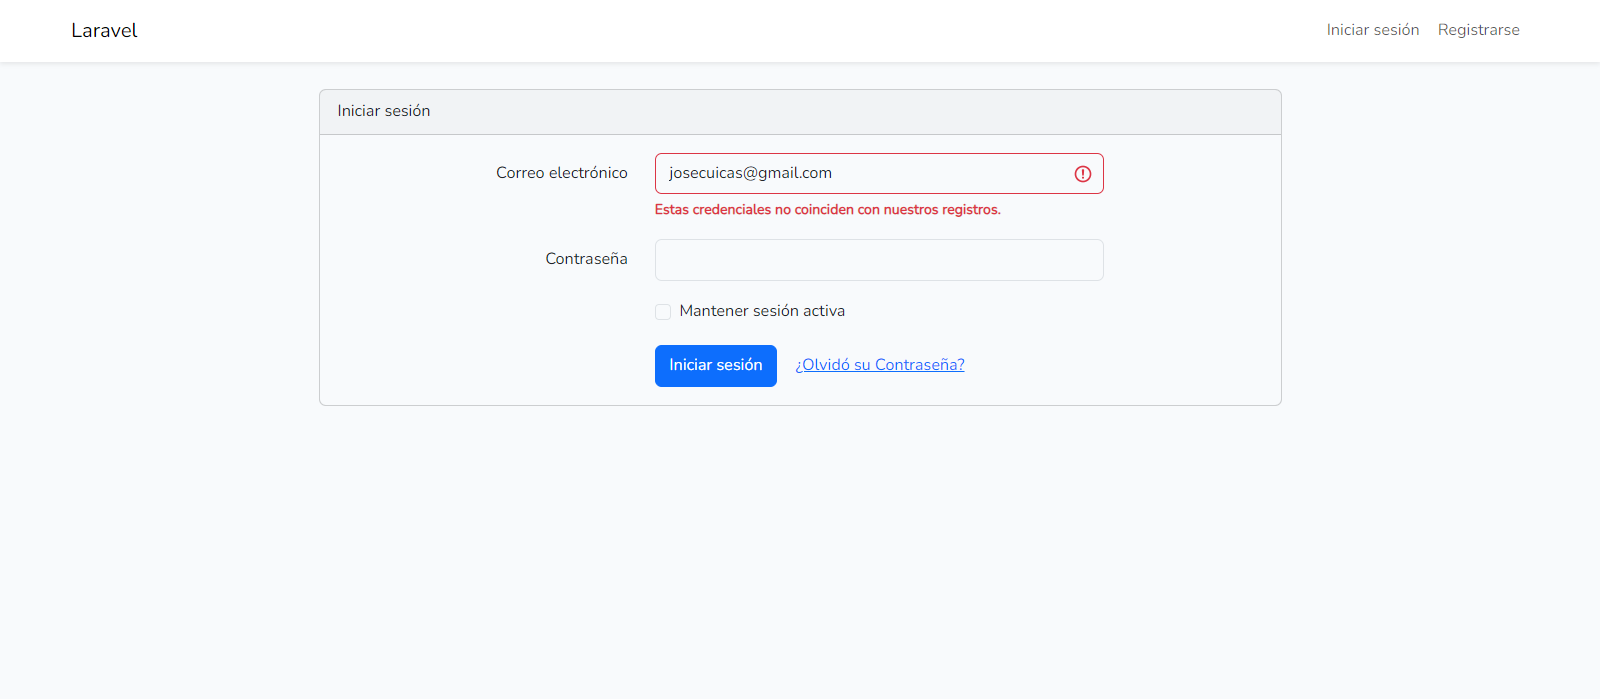 Laravel
Iniciar sesión Registrarse
Iniciar sesión
Correo electrónico josecuicas@gmail.com
Estas credenciales no coinciden con nuestros registros.
Contraseña
Mantener sesión activa
Iniciar sesión ¿Olvidó su Contraseña?